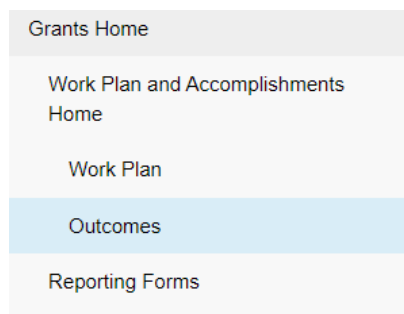 Grants Home
Work Plan and Accomplishments
Home
Work Plan
Outcomes
Reporting Forms